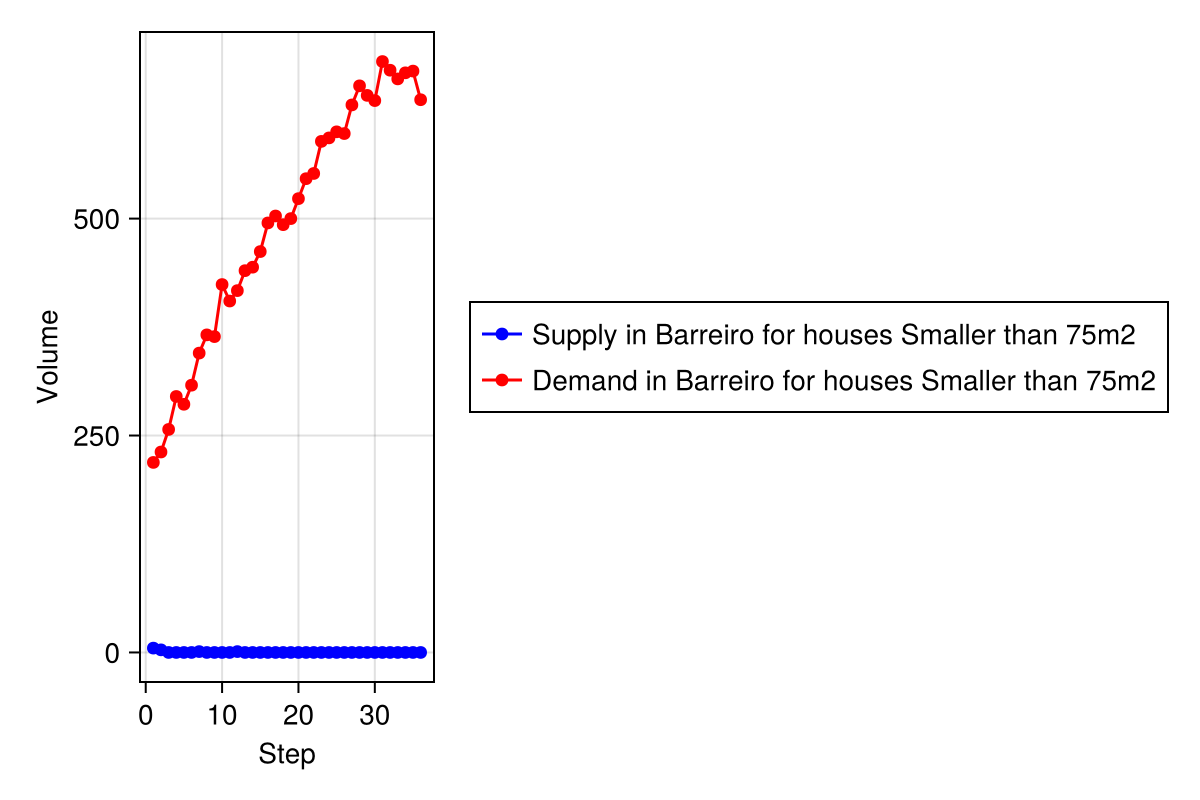 500
250
0
Volume
0 10 20 30
Step
Supply in Barreiro for houses Smaller than 75m2
Demand in Barreiro for houses Smaller than 75m2